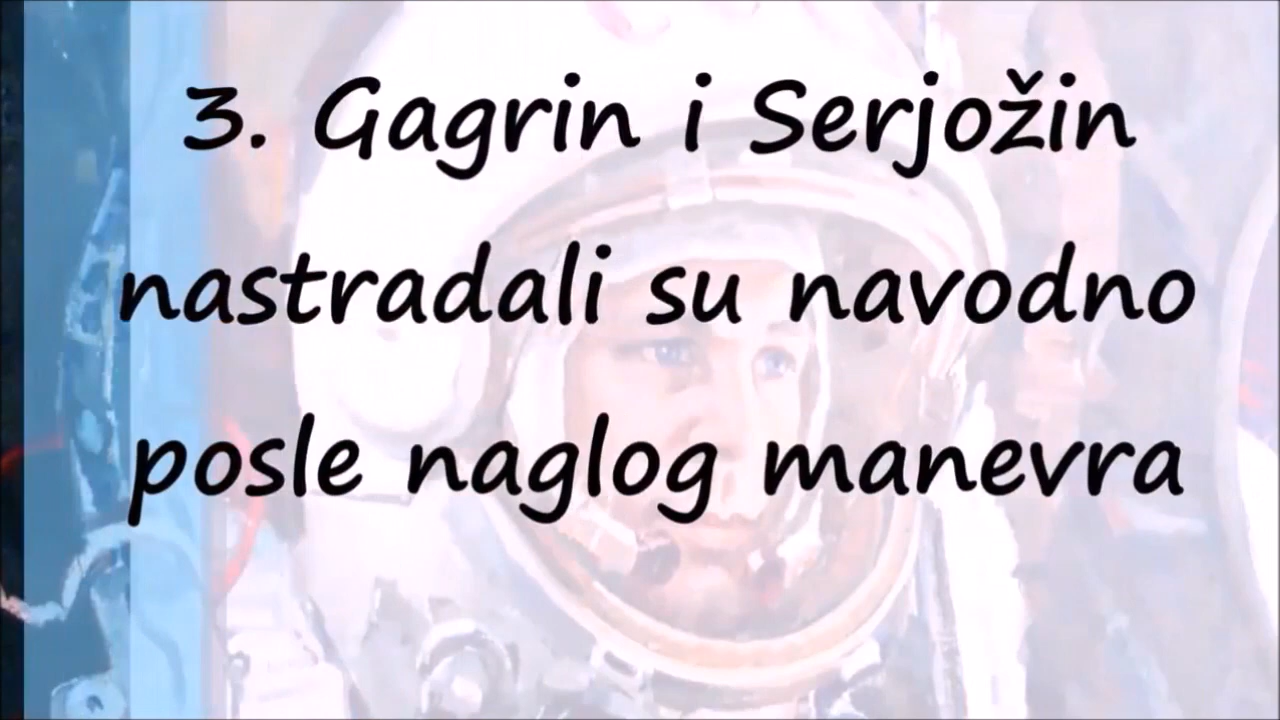 3. Gagrin i Serjožin
nastradali su navodno
posle naglog manevra